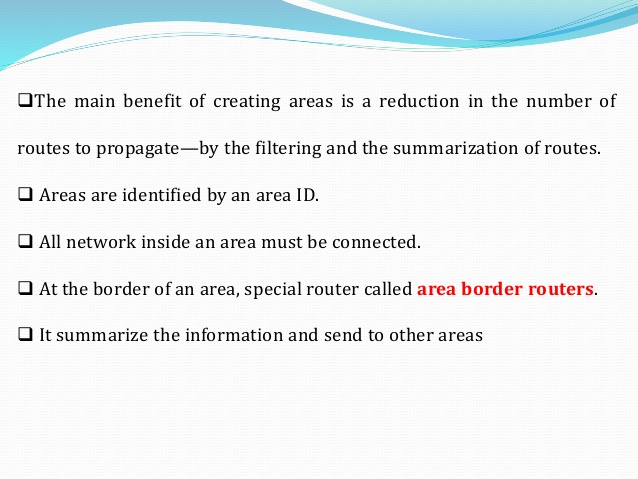 ❑The main benefit of creating areas is a reduction in the number of
routes to propagate—by the filtering and the summarization of routes.
❑ Areas are identified by an area ID.
❑ All network inside an area must be connected.
❑ At the border of an area, special router called area border routers.
❑ It summarize the information and send to other areas